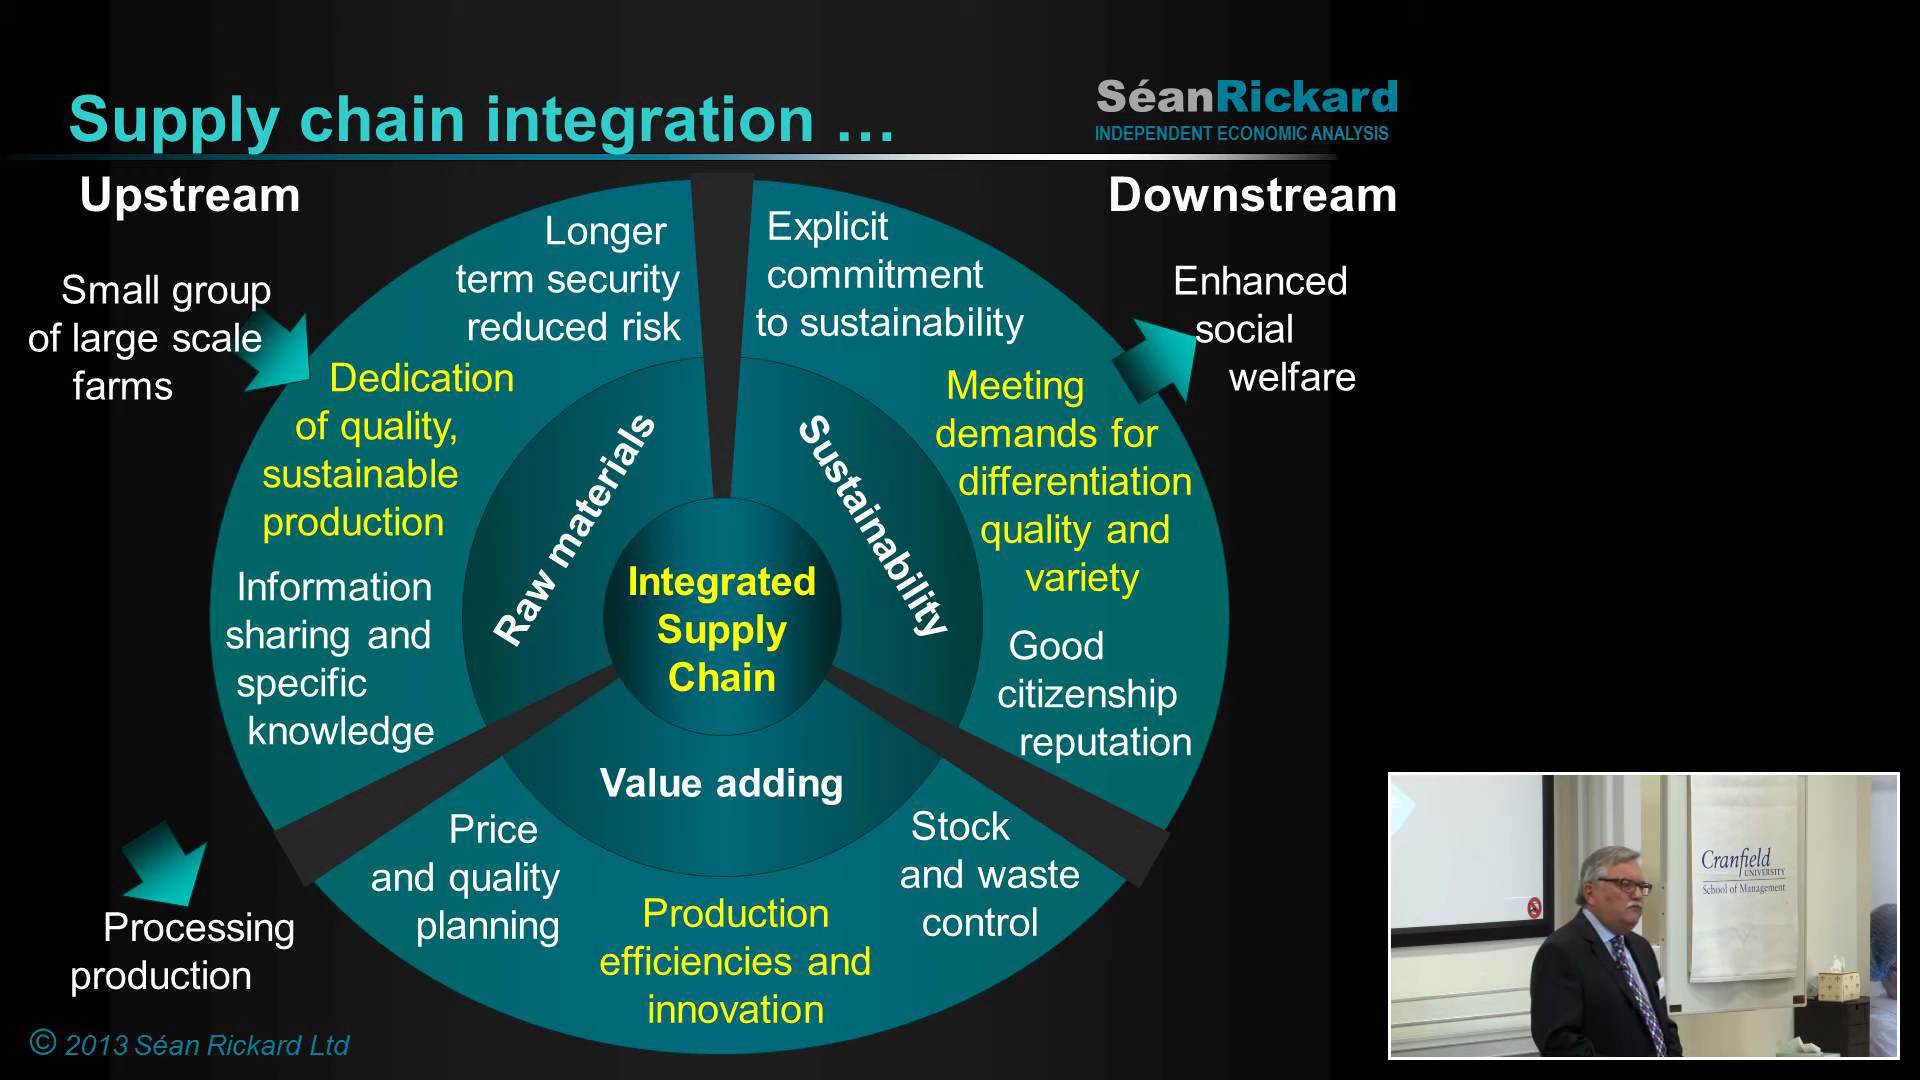 Supply chain integration …
SéanRickard
INDEPENDENT ECONOMIC ANALYSIS
Upstream
Downstream
Small group
of large scale
farms
Longer
term security
reduced risk
Dedication
of quality,
sustainable
production
Information
sharing and
specific
knowledge
Raw materials
Explicit
commitment
to sustainability
Meeting
demands for
differentiation
quality and
variety
Good
citizenship
reputation
Sustainability
Enhanced
social
welfare
Integrated
Supply
Chain
Value adding
Price
and quality
planning
Production
efficiencies and
innovation
Stock
and waste
control
Processing
production
© 2013 Séan Rickard Ltd
Cranfield
UNIVERSITY
School of Management